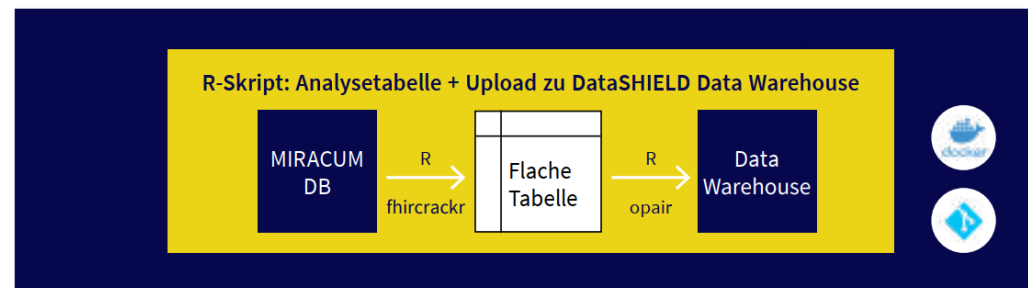 R-Skript: Analysetabelle + Upload zu DataSHIELD Data Warehouse
MIRACUM
DB
R
fhircrackr
Flache
Tabelle
R
opair
Data
Warehouse
docker